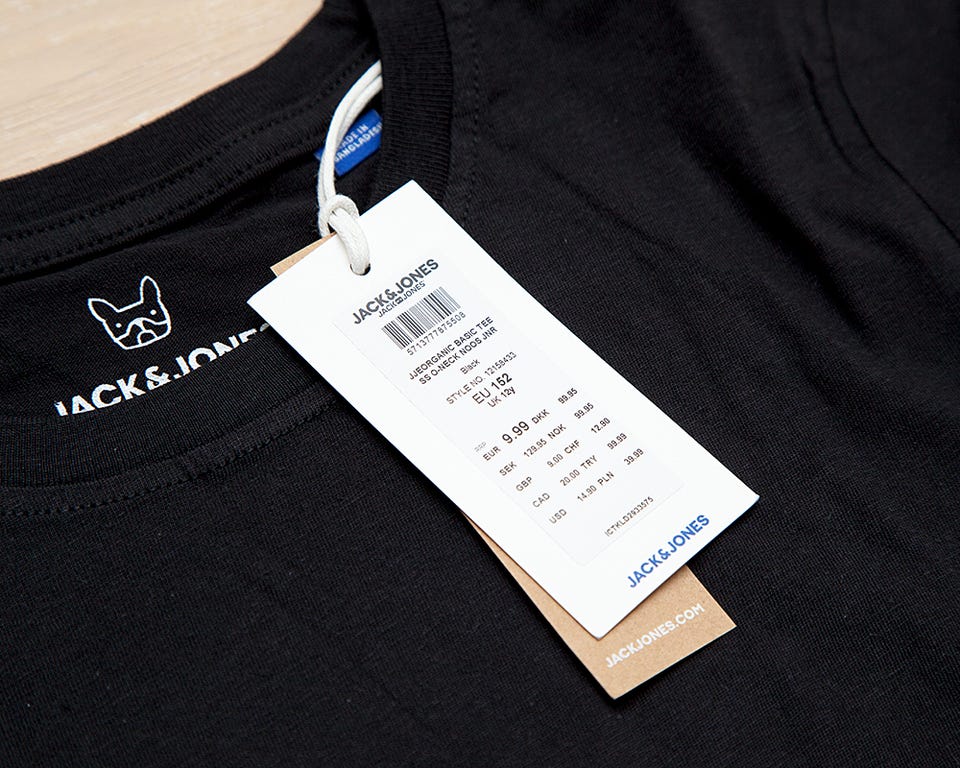 MADE IN
BANGLADESH
JACK&JONES
JACK&JONES
JACK&JONES
5713777875508
JJEORGANIC BASIC TEE
SS O-NECK NOOS JNR
Black
STYLE NO. 12158433
EU 152
UK 12y
RSP
EUR 9.99 DKK 99.95
SEK 129.95 NOK 99.95
GBP 9.00 CHF 12.90
CAD 20.00 TRY 99.99
USD 14.90 PLN 39.99
ICTKLD2933575
JACK&JONES
JACKJONES.COM